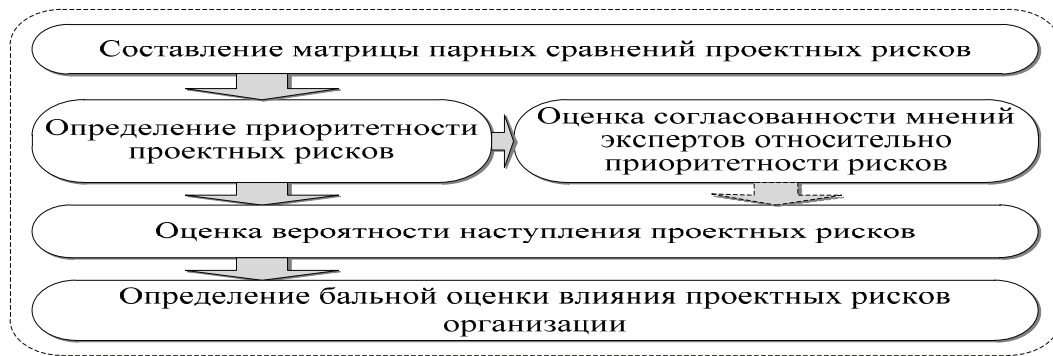 Составление матрицы парных сравнений проектных рисков
Определение приоритетности
проектных рисков
Оценка согласованности мнений
экспертов относительно
приоритетности рисков
Оценка вероятности наступления проектных рисков
Определение бальной оценки влияния проектных рисков
организации